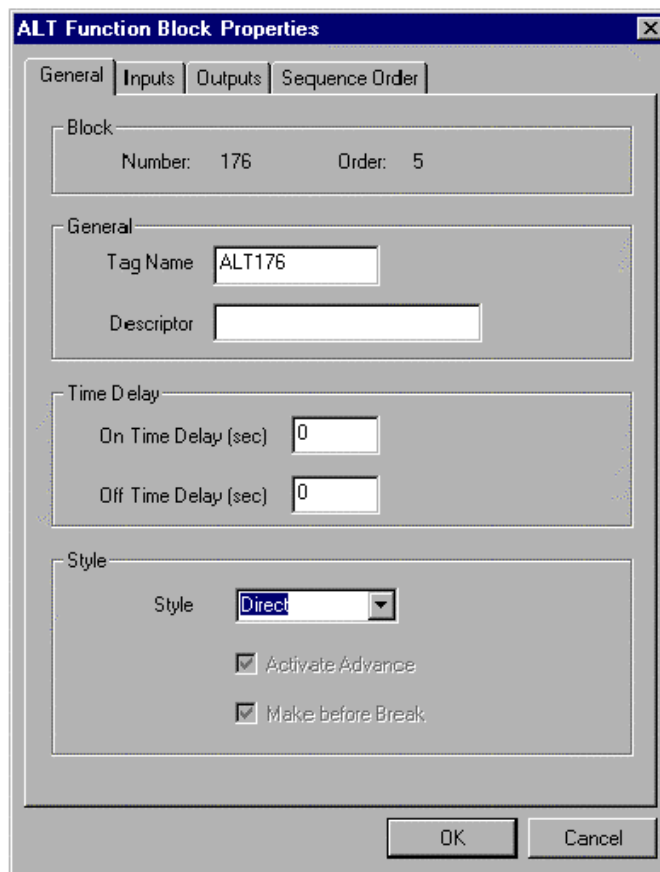 ALT Function Block Properties
General Inputs Outputs Sequence Order
Block
Number: 176 Order: 5
General
Tag Name ALT176
Descriptor
Time Delay
On Time Delay (sec) 0
Off Time Delay (sec) 0
Style
Style Direct
Activate Advance
Make before Break
OK Cancel